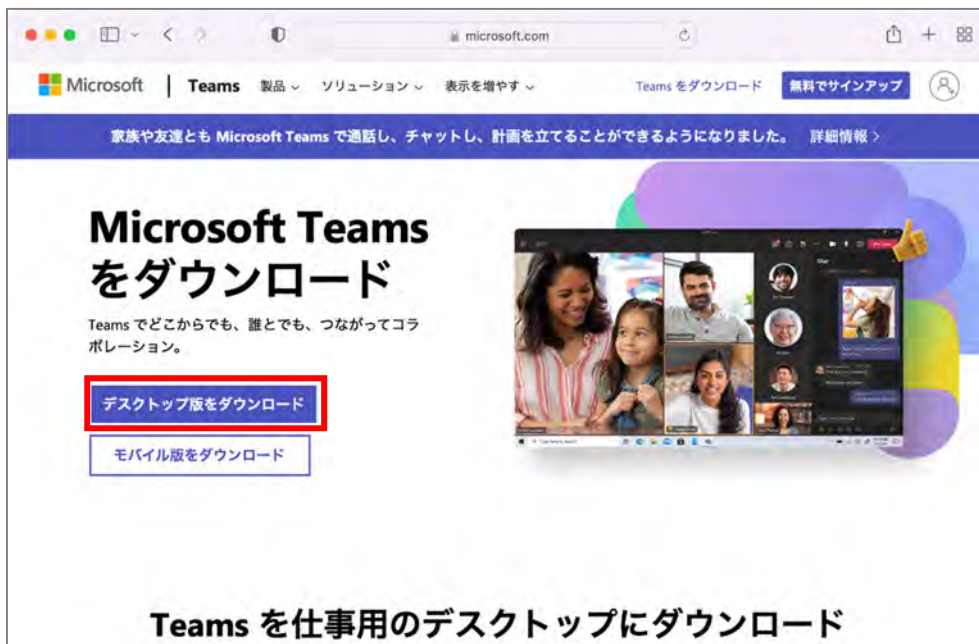 microsoft.com
Microsoft | Teams 製品 ソリューション 表示を増やす Teams をダウンロード 無料でサインアップ
家族や友達とも Microsoft Teams で通話し、チャットし、計画を立てることができるようになりました。 詳細情報 >
Microsoft Teams
をダウンロード
Teams でどこからでも、誰とでも、つながってコラ
ボレーション。
デスクトップ版をダウンロード
モバイル版をダウンロード
Chat
Teams を仕事用のデスクトップにダウンロード